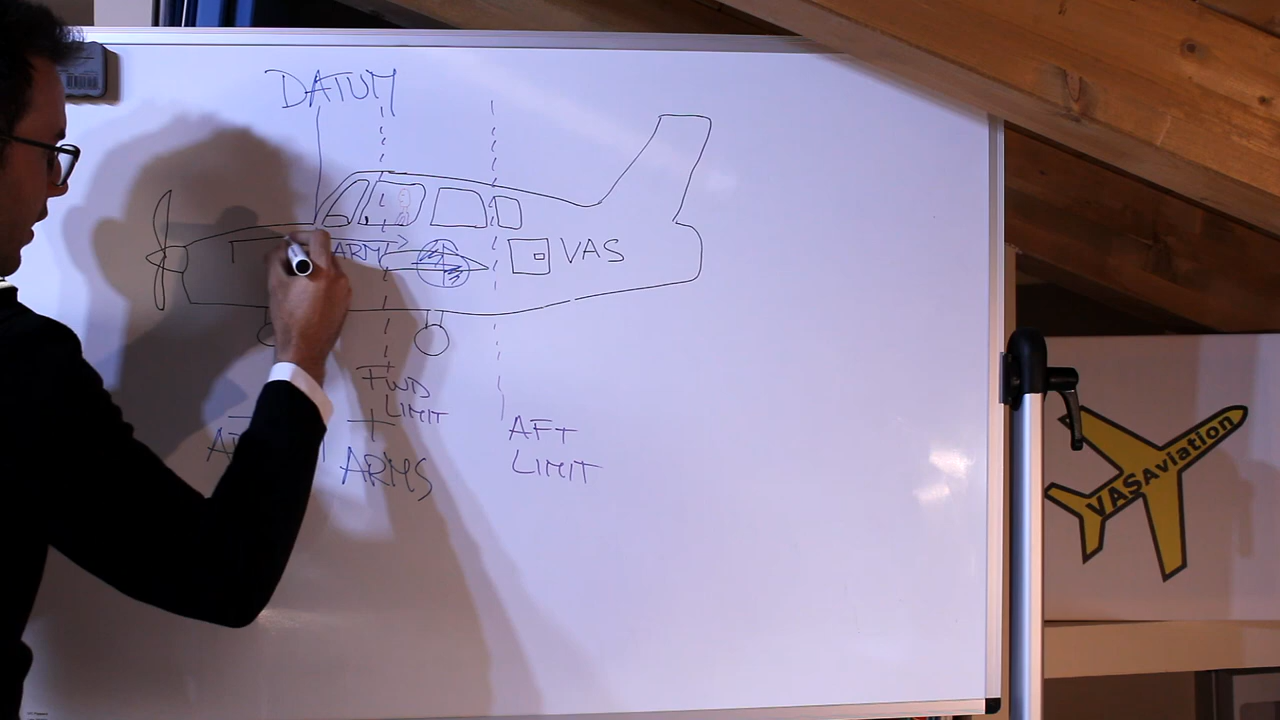 DATUM
ARM
VAS
FWD
LIMIT
+
ARMS
AFT
LIMIT
VASAviation